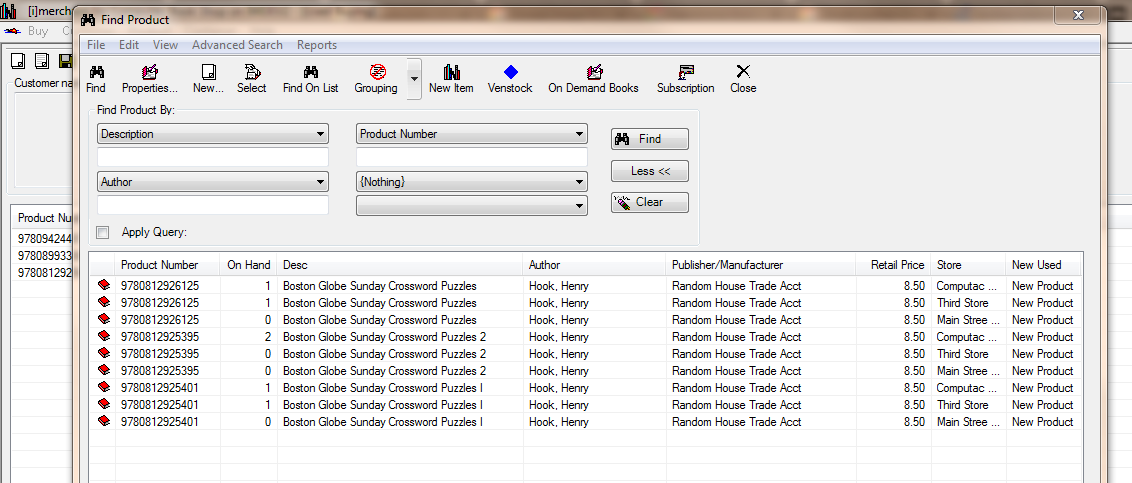 [i]merch
Find Product
Buy
File Edit View Advanced Search Reports
Find Properties... New... Select Find On List Grouping New Item Venstock On Demand Books Subscription Close
Customer na
Find Product By:
Description Product Number Find
Less <<
Author {Nothing}
Clear
Apply Query:
Product Nu
97809424
97808993
97808129
Product Number On Hand Desc Author Publisher/Manufacturer Retail Price Store New Used
9780812926125 1 Boston Globe Sunday Crossword Puzzles Hook, Henry Random House Trade Acct 8.50 Computac ... New Product
9780812926125 1 Boston Globe Sunday Crossword Puzzles Hook, Henry Random House Trade Acct 8.50 Third Store New Product
9780812926125 0 Boston Globe Sunday Crossword Puzzles Hook, Henry Random House Trade Acct 8.50 Main Stree ... New Product
9780812925395 2 Boston Globe Sunday Crossword Puzzles 2 Hook, Henry Random House Trade Acct 8.50 Computac ... New Product
9780812925395 0 Boston Globe Sunday Crossword Puzzles 2 Hook, Henry Random House Trade Acct 8.50 Third Store New Product
9780812925395 0 Boston Globe Sunday Crossword Puzzles 2 Hook, Henry Random House Trade Acct 8.50 Main Stree ... New Product
9780812925401 1 Boston Globe Sunday Crossword Puzzles I Hook, Henry Random House Trade Acct 8.50 Computac ... New Product
9780812925401 1 Boston Globe Sunday Crossword Puzzles I Hook, Henry Random House Trade Acct 8.50 Third Store New Product
9780812925401 0 Boston Globe Sunday Crossword Puzzles I Hook, Henry Random House Trade Acct 8.50 Main Stree ... New Product